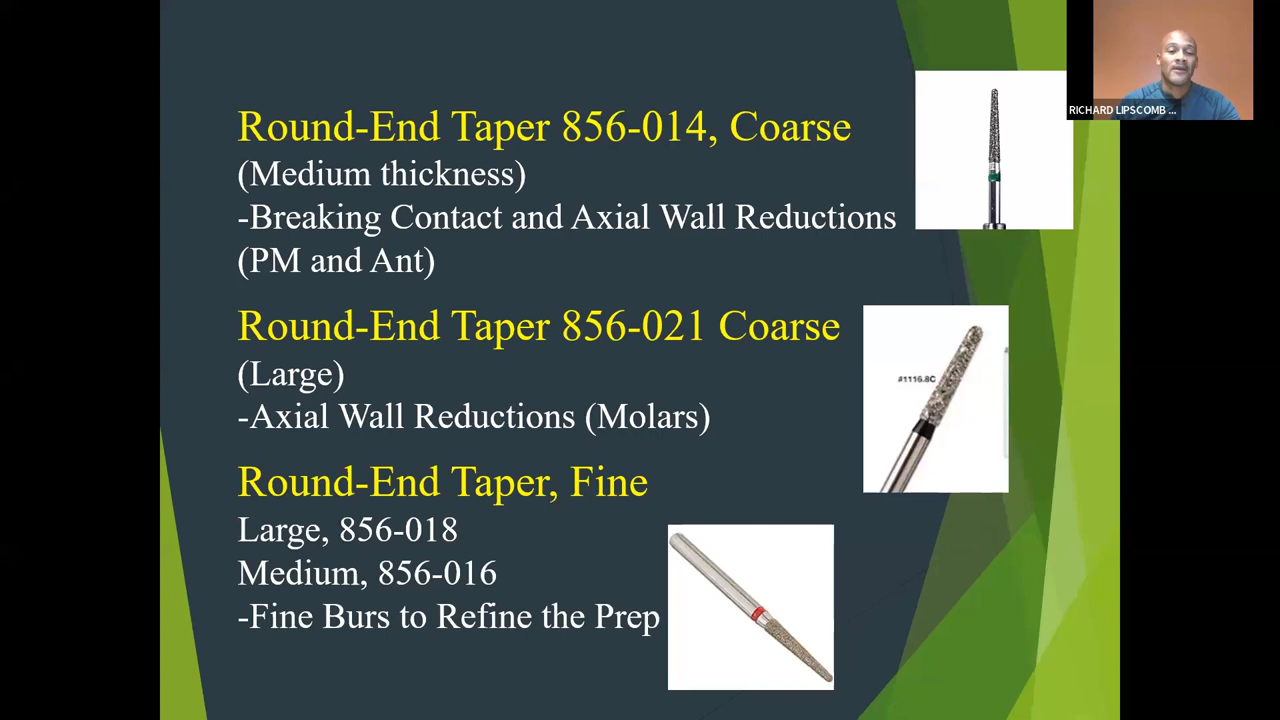 Round-End Taper 856-014, Coarse
(Medium thickness)
-Breaking Contact and Axial Wall Reductions
(PM and Ant)
Round-End Taper 856-021 Coarse
(Large)
-Axial Wall Reductions (Molars)
Round-End Taper, Fine
Large, 856-018
Medium, 856-016
-Fine Burs to Refine the Prep
#1116.8C
RICHARD LIPSCOMB ...